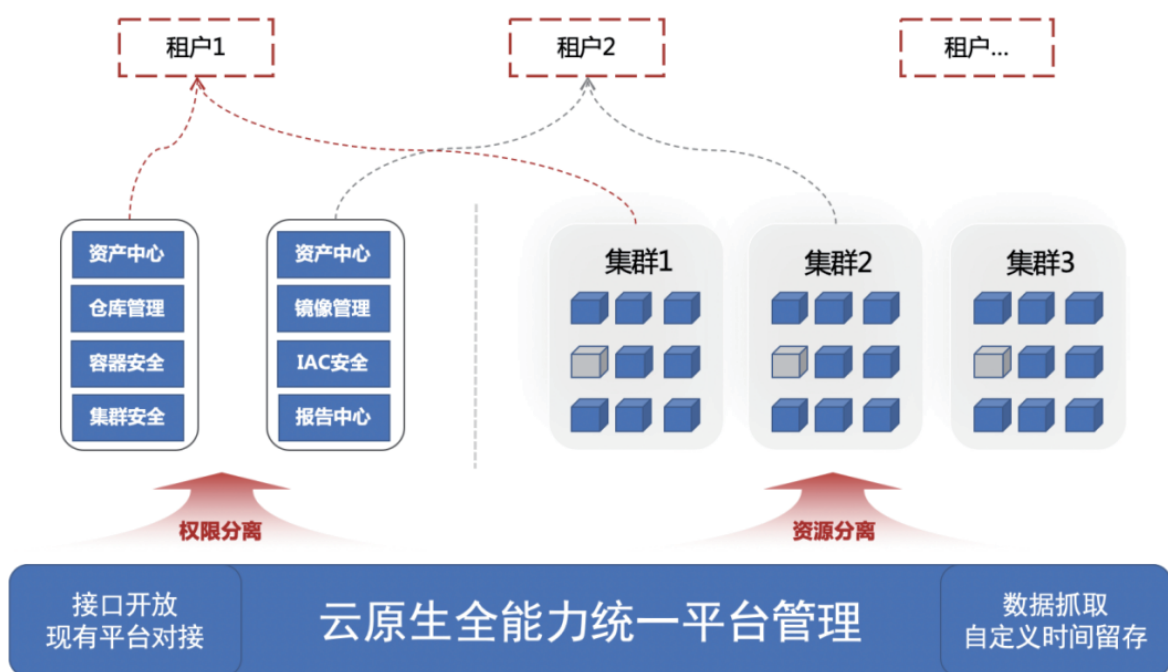 租户1
租户2
租户...
资产中心
仓库管理
容器安全
集群安全
资产中心
镜像管理
IAC安全
报告中心
集群1
集群2
集群3
权限分离
资源分离
接口开放
现有平台对接
云原生全能力统一平台管理
数据抓取
自定义时间留存